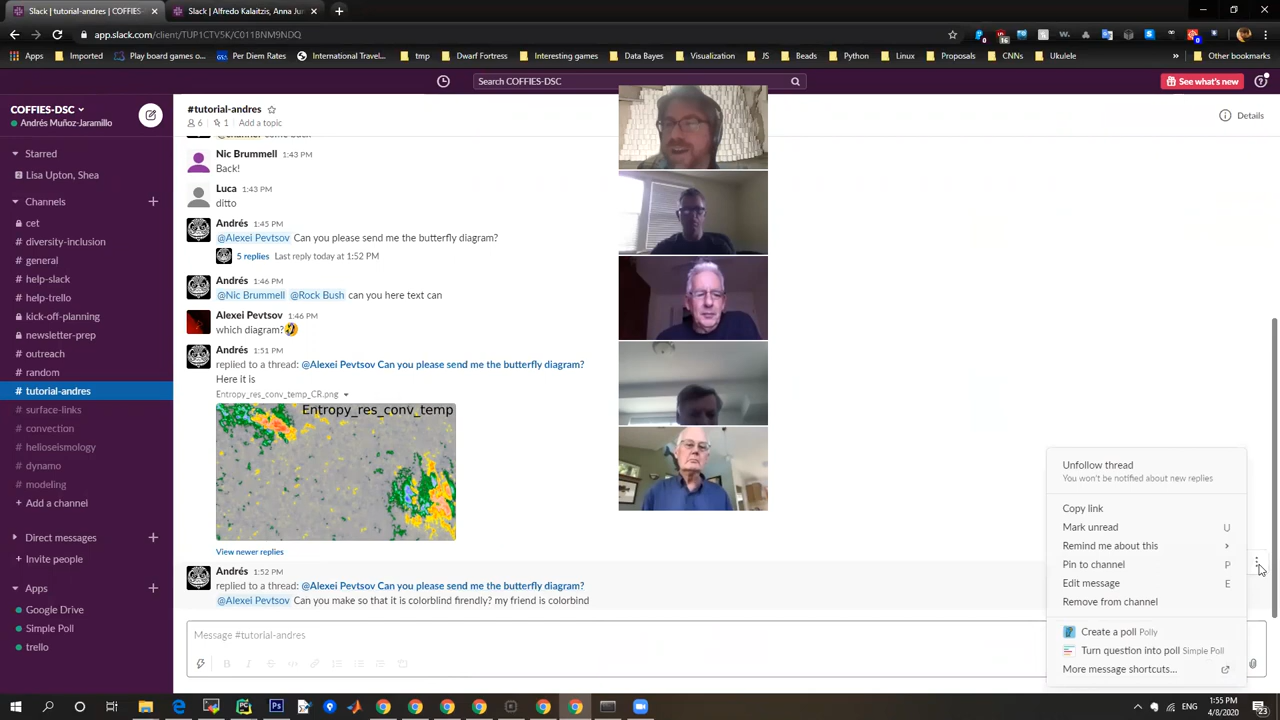 Slack | tutorial-andres | COFFIES-D
Slack | Alfredo Juan, Pevtsov, Anna Ju
app.slack.com/client/TUP1CTV5K/C011BNM9NDQ
Apps
Play board games o...
Per Diem Rates
International Travel...
tmp
Dwarf Fortress
Interesting games
Data Bayes
Visualization
JS
Beads
Python
Proposals
CNNs
Ukulele
Other bookmarks
Search COFFIES-DSC
See what's new
COFFIES-DSC
Andrés Muñoz-Jaramillo
#tutorial-andres
6
1
Add a topic
Details
Starred
Lisa Upton, Shea
Channels
cet
diversity-inclusion
general
help-slack
help-trello
kick-off-planning
newsletter-prep
outreach
random
tutorial-andres
surface-links
convection
helioseismology
dynamo
modeling
Add a channel
Direct messages
Invite people
Apps
Google Drive
Simple Poll
trello
Nic Brummell 1:43 PM
Back!
Luca 1:43 PM
ditto
Andrés 1:45 PM
@Alexei Pevtsov Can you please send me the butterfly diagram?
5 replies Last reply today at 1:52 PM
Andrés 1:46 PM
@Nic Brummell @Rock Bush can you here text can
Alexei Pevtsov 1:46 PM
which diagram?🤣
Andrés 1:51 PM
replied to a thread: @Alexei Pevtsov Can you please send me the butterfly diagram?
Here it is
Entropy_res_conv_temp_CR.png
Entropy_res_conv_temp
View newer replies
Andrés 1:52 PM
replied to a thread: @Alexei Pevtsov Can you please send me the butterfly diagram?
@Alexei Pevtsov Can you make so that it is colorblind firendly? my friend is colorbind
Message #tutorial-andres
Unfollow thread
You won't be notified about new replies
Copy link
Mark unread U
Remind me about this
Pin to channel P
Edit message E
Remove from channel
Create a poll Polly
Turn question into poll Simple Poll
More message shortcuts...
ENG
1:55 PM
4/8/2020
23